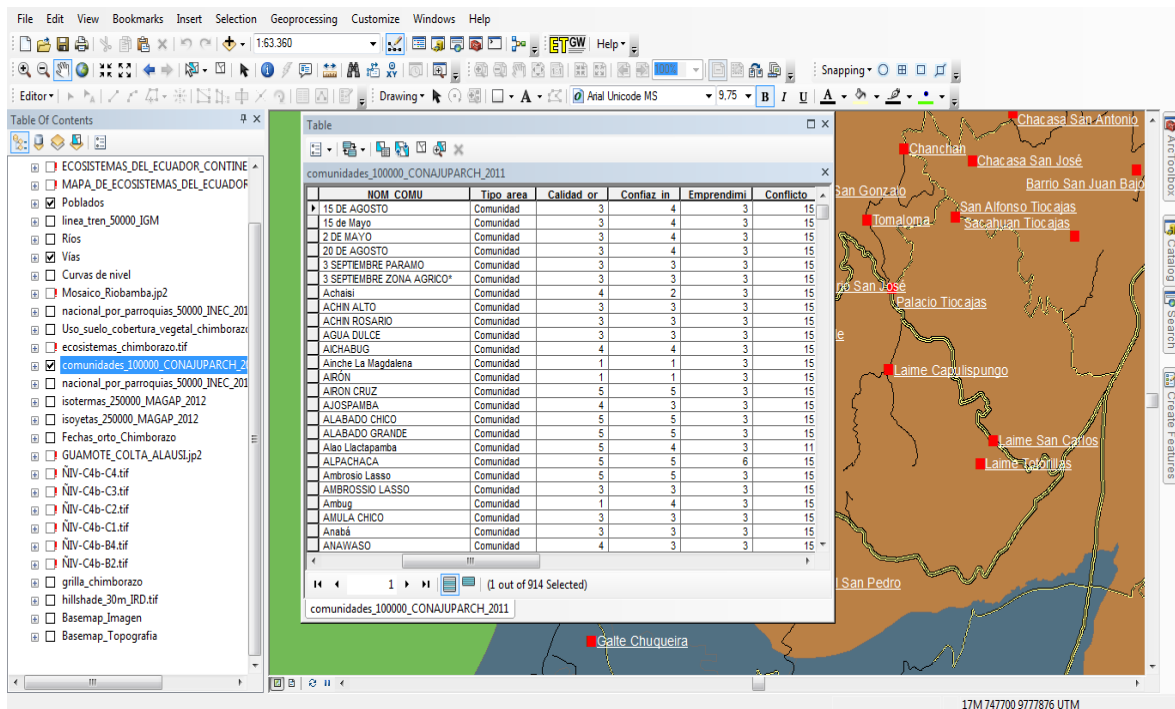 File Edit View Bookmarks Insert Selection Geoprocessing Customize Windows Help
1:63.360 ETGW Help
100% Snapping
Editor Drawing A Arial Unicode MS 9,75 B I U A
Table Of Contents
ECOSISTEMAS_DEL_ECUADOR_CONTINE
MAPA_DE_ECOSISTEMAS_DEL_ECUADOR
Poblados
linea_tren_50000_IGM
Ríos
Vías
Curvas de nivel
Mosaico_Riobamba.jp2
nacional_por_parroquias_50000_INEC_201
Uso_suelo_cobertura_vegetal_chimborazo
ecosistemas_chimborazo.tif
comunidades_100000_CONAJUPARCH_20
nacional_por_parroquias_50000_INEC_201
isotermas_250000_MAGAP_2012
isoyetas_250000_MAGAP_2012
Fechas_orto_Chimborazo
GUAMOTE_COLTA_ALAUSI.jp2
ÑIV-C4b-C4.tif
ÑIV-C4b-C3.tif
ÑIV-C4b-C2.tif
ÑIV-C4b-C1.tif
ÑIV-C4b-B4.tif
ÑIV-C4b-B2.tif
grilla_chimborazo
hillshade_30m_IRD.tif
Basemap_Imagen
Basemap_Topografia
Table
comunidades_100000_CONAJUPARCH_2011
NOM_COMU Tipo_area Calidad_or Confiaz_in Emprendimi Conflicto_
15 DE AGOSTO Comunidad 3 4 3 15
15 de Mayo Comunidad 3 4 3 15
2 DE MAYO Comunidad 3 4 3 15
20 DE AGOSTO Comunidad 3 4 3 15
3 SEPTIEMBRE PARAMO Comunidad 3 3 3 15
3 SEPTIEMBRE ZONA AGRICO* Comunidad 3 3 3 15
Achaisi Comunidad 4 2 3 15
ACHIN ALTO Comunidad 3 3 3 15
ACHIN ROSARIO Comunidad 3 3 3 15
AGUA DULCE Comunidad 3 3 3 15
AICHABUG Comunidad 4 4 3 15
Ainche La Magdalena Comunidad 1 1 3 15
AIRÓN Comunidad 1 1 3 15
AIRON CRUZ Comunidad 5 5 3 15
AJOSPAMBA Comunidad 4 3 3 15
ALABADO CHICO Comunidad 5 5 3 15
ALABADO GRANDE Comunidad 5 5 3 15
Alao Llactapamba Comunidad 5 4 3 11
ALPACHACA Comunidad 5 5 6 15
Ambrosio Lasso Comunidad 5 5 3 15
AMBROSSIO LASSO Comunidad 3 3 3 15
Ambug Comunidad 1 4 3 15
AMULA CHICO Comunidad 3 3 3 15
Anabá Comunidad 3 3 3 15
ANAWASO Comunidad 4 3 3 15
1 (1 out of 914 Selected)
comunidades_100000_CONAJUPARCH_2011
Chacasa San Antonio
Chanchan
Chacasa San José
Barrio San Juan Bajo
San Gonzalo
San Alfonso Tiocajas
Tomaloma
Sacahuan Tiocajas
rio San José
Palacio Tiocajas
le
Laime Capulispungo
Laime San Carlos
Laime Totorillas
l San Pedro
Galte Chuqueira
ArcToolbox
Catalog
Search
Create Features
17M 747700 9777876 UTM